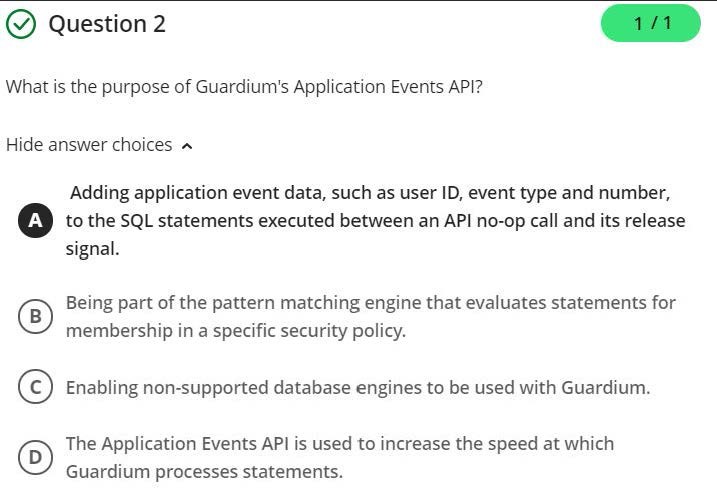 Question 2
1 / 1
What is the purpose of Guardium's Application Events API?
Hide answer choices
A
Adding application event data, such as user ID, event type and number,
to the SQL statements executed between an API no-op call and its release
signal.
B
Being part of the pattern matching engine that evaluates statements for
membership in a specific security policy.
C
Enabling non-supported database engines to be used with Guardium.
D
The Application Events API is used to increase the speed at which
Guardium processes statements.